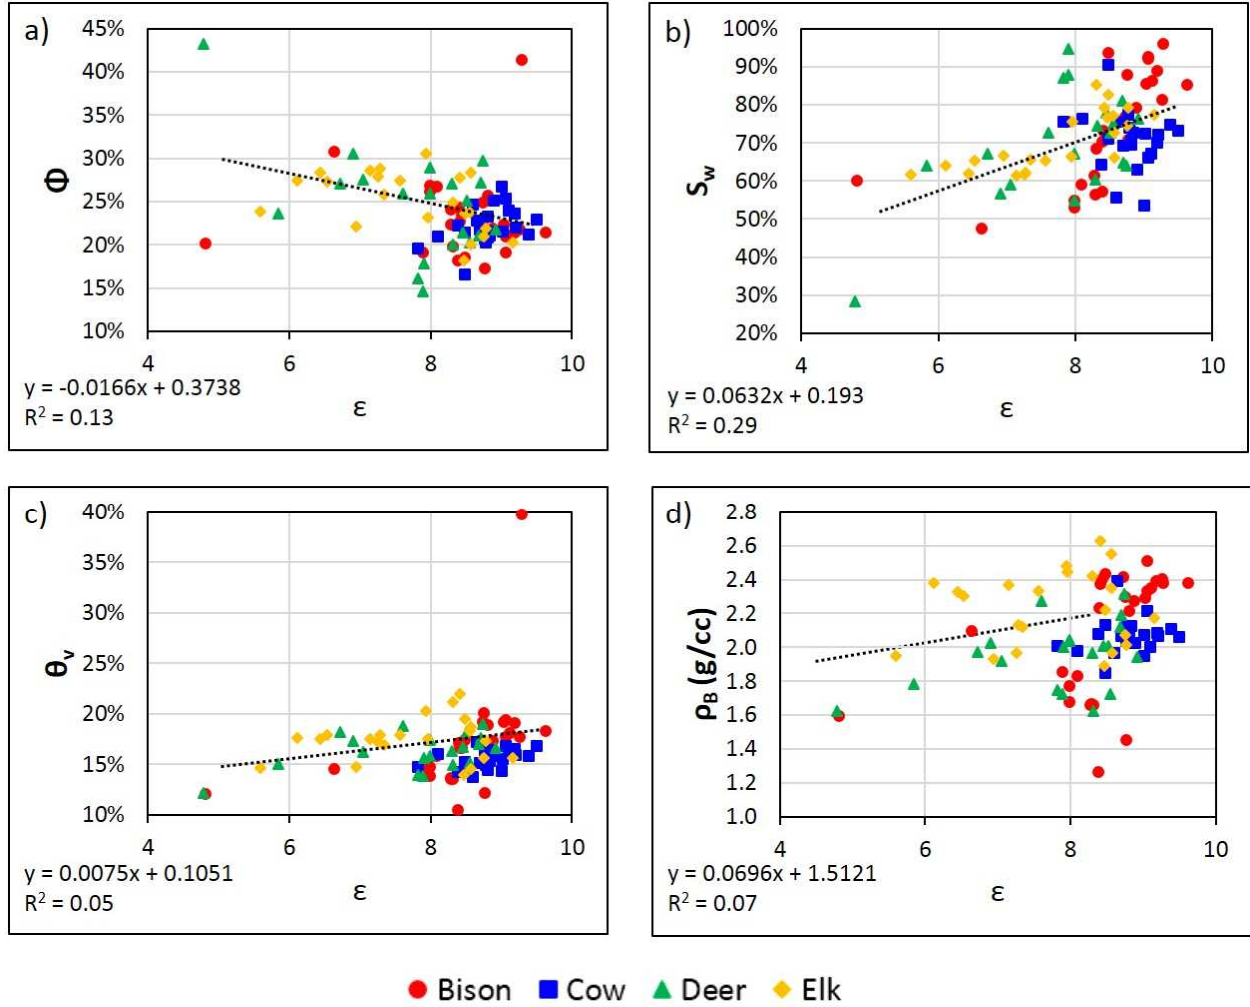 a)
Φ
45%
40%
35%
30%
25%
20%
15%
10%
4 6 8 10
y = -0.0166x + 0.3738
R² = 0.13
ε
b)
S_w
100%
90%
80%
70%
60%
50%
40%
30%
20%
4 6 8 10
y = 0.0632x + 0.193
R² = 0.29
ε
c)
θ_v
40%
35%
30%
25%
20%
15%
10%
4 6 8 10
y = 0.0075x + 0.1051
R² = 0.05
ε
d)
ρ_B (g/cc)
2.8
2.6
2.4
2.2
2.0
1.8
1.6
1.4
1.2
1.0
4 6 8 10
y = 0.0696x + 1.5121
R² = 0.07
ε
Bison Cow Deer Elk